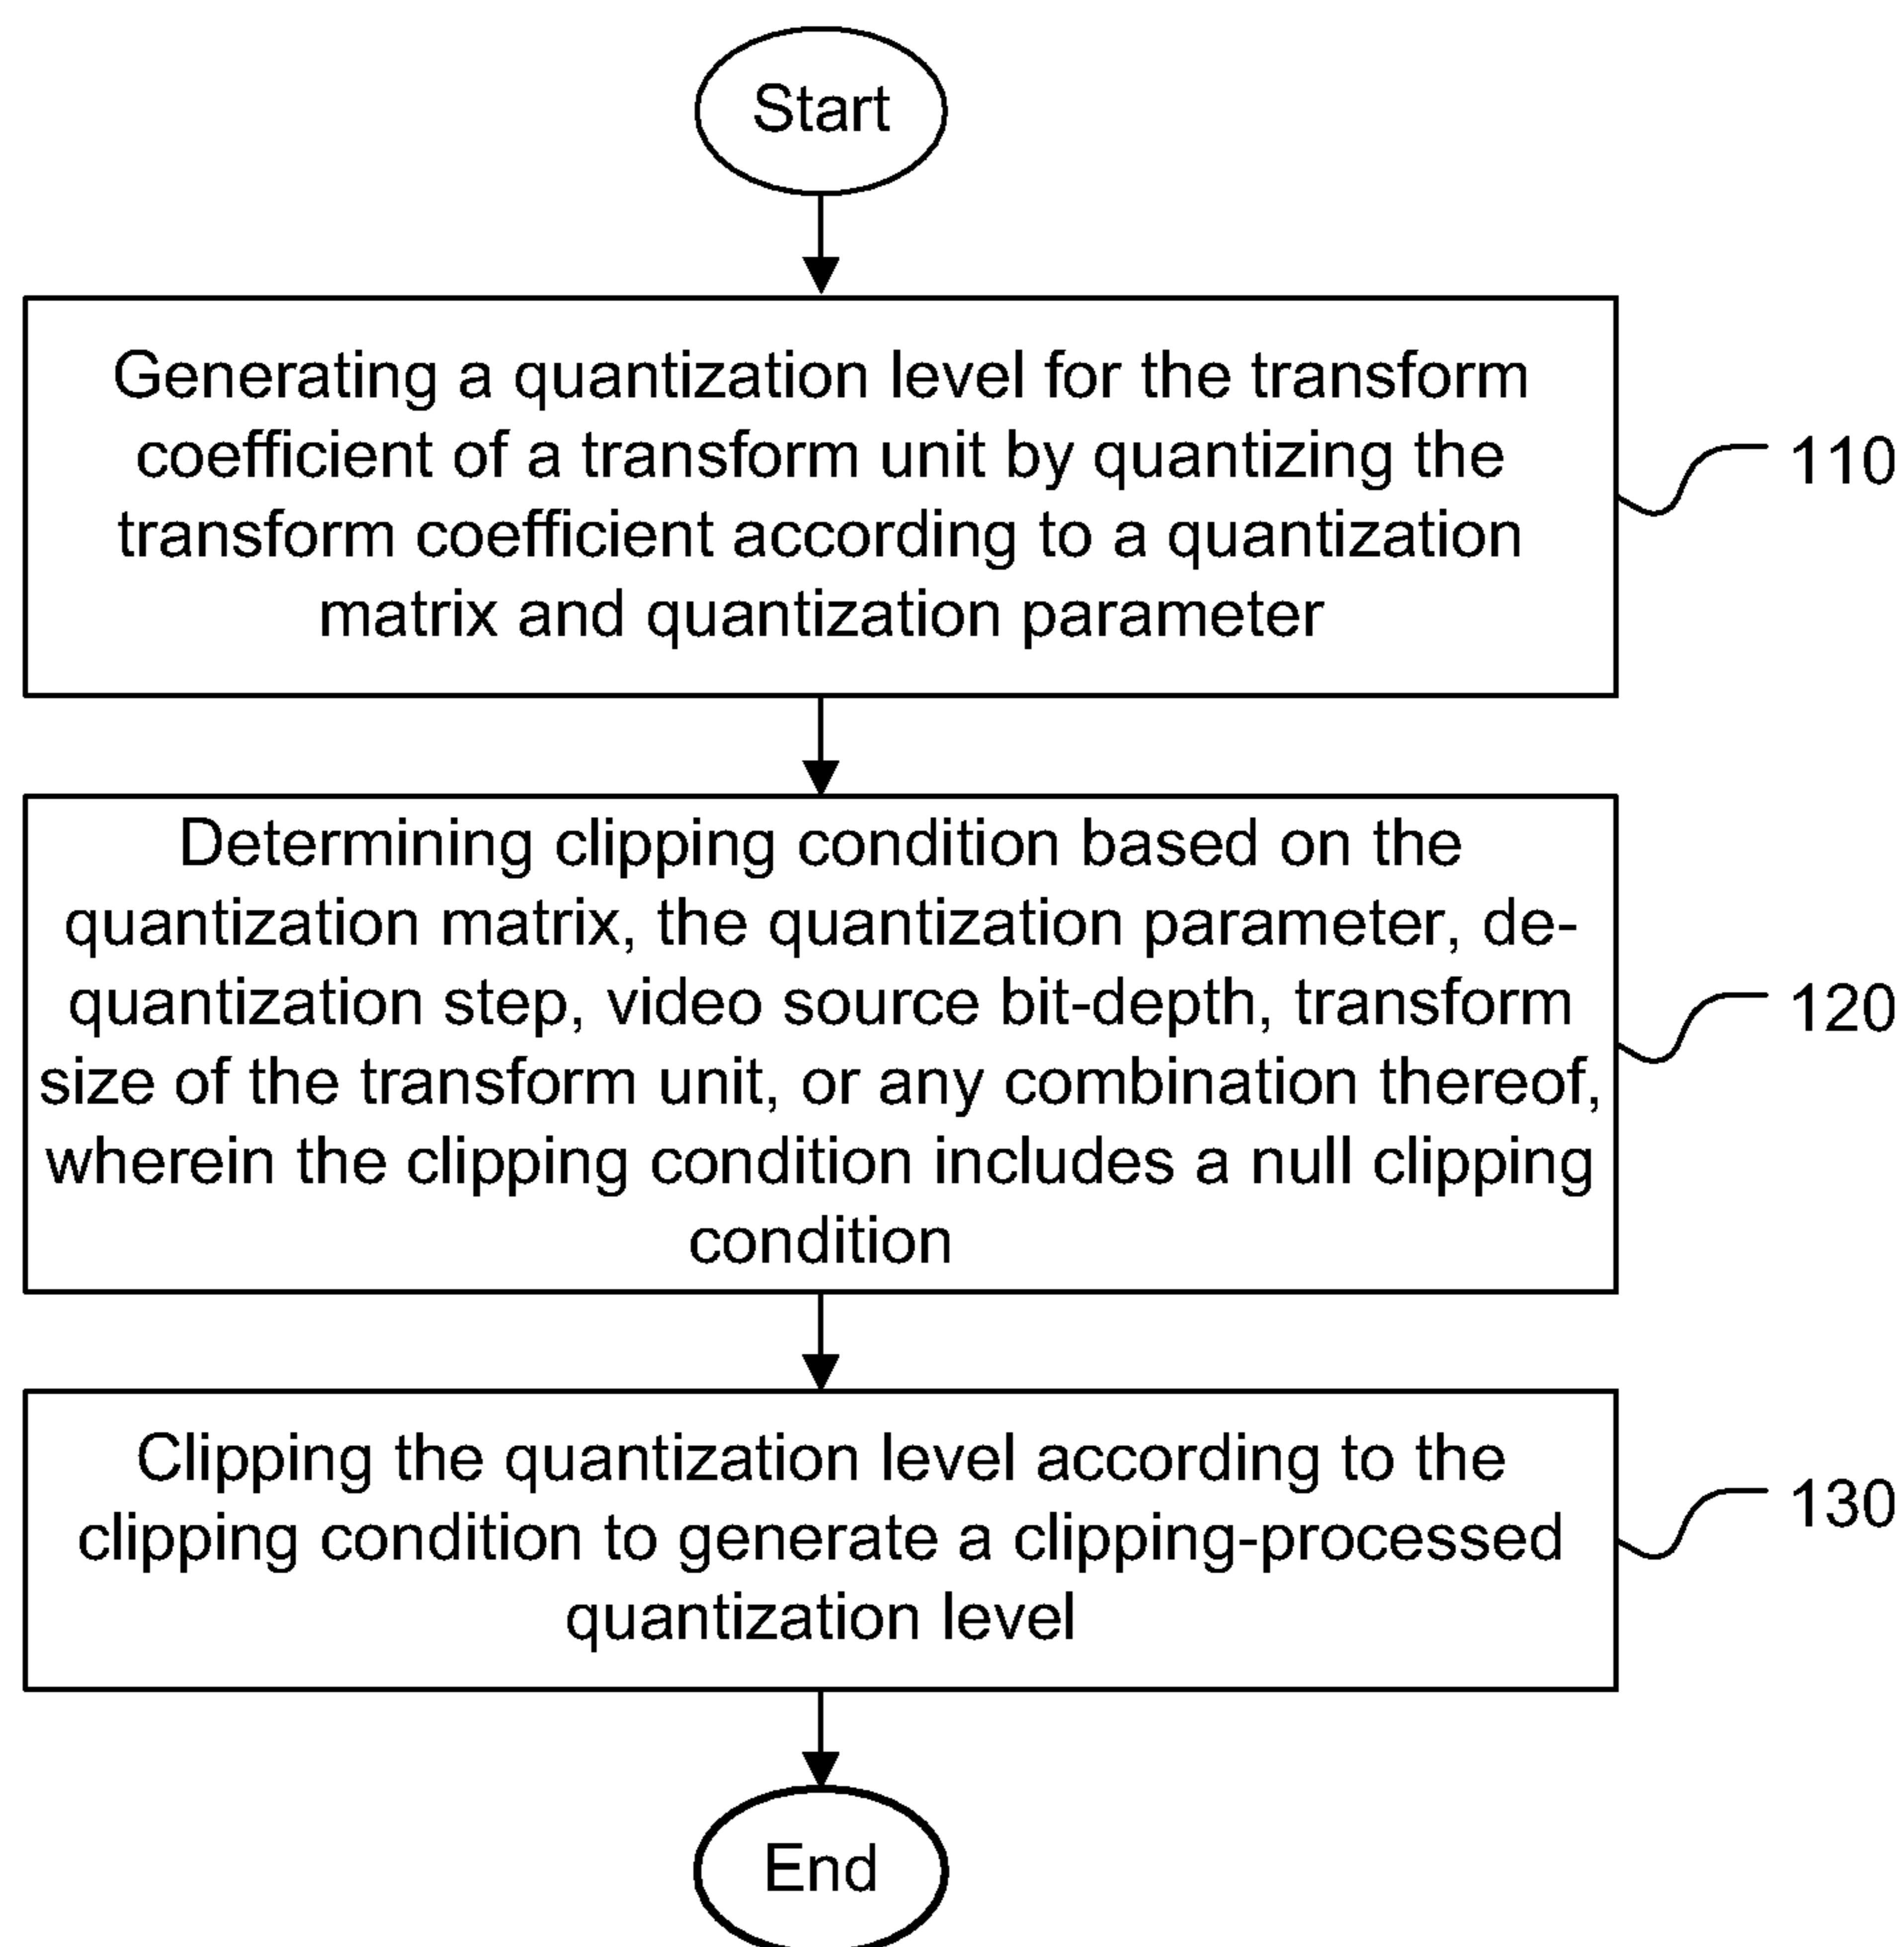 Start
Generating a quantization level for the transform
coefficient of a transform unit by quantizing the
transform coefficient according to a quantization
matrix and quantization parameter
110
Determining clipping condition based on the
quantization matrix, the quantization parameter, de-
quantization step, video source bit-depth, transform
size of the transform unit, or any combination thereof,
wherein the clipping condition includes a null clipping
condition
120
Clipping the quantization level according to the
clipping condition to generate a clipping-processed
quantization level
130
End